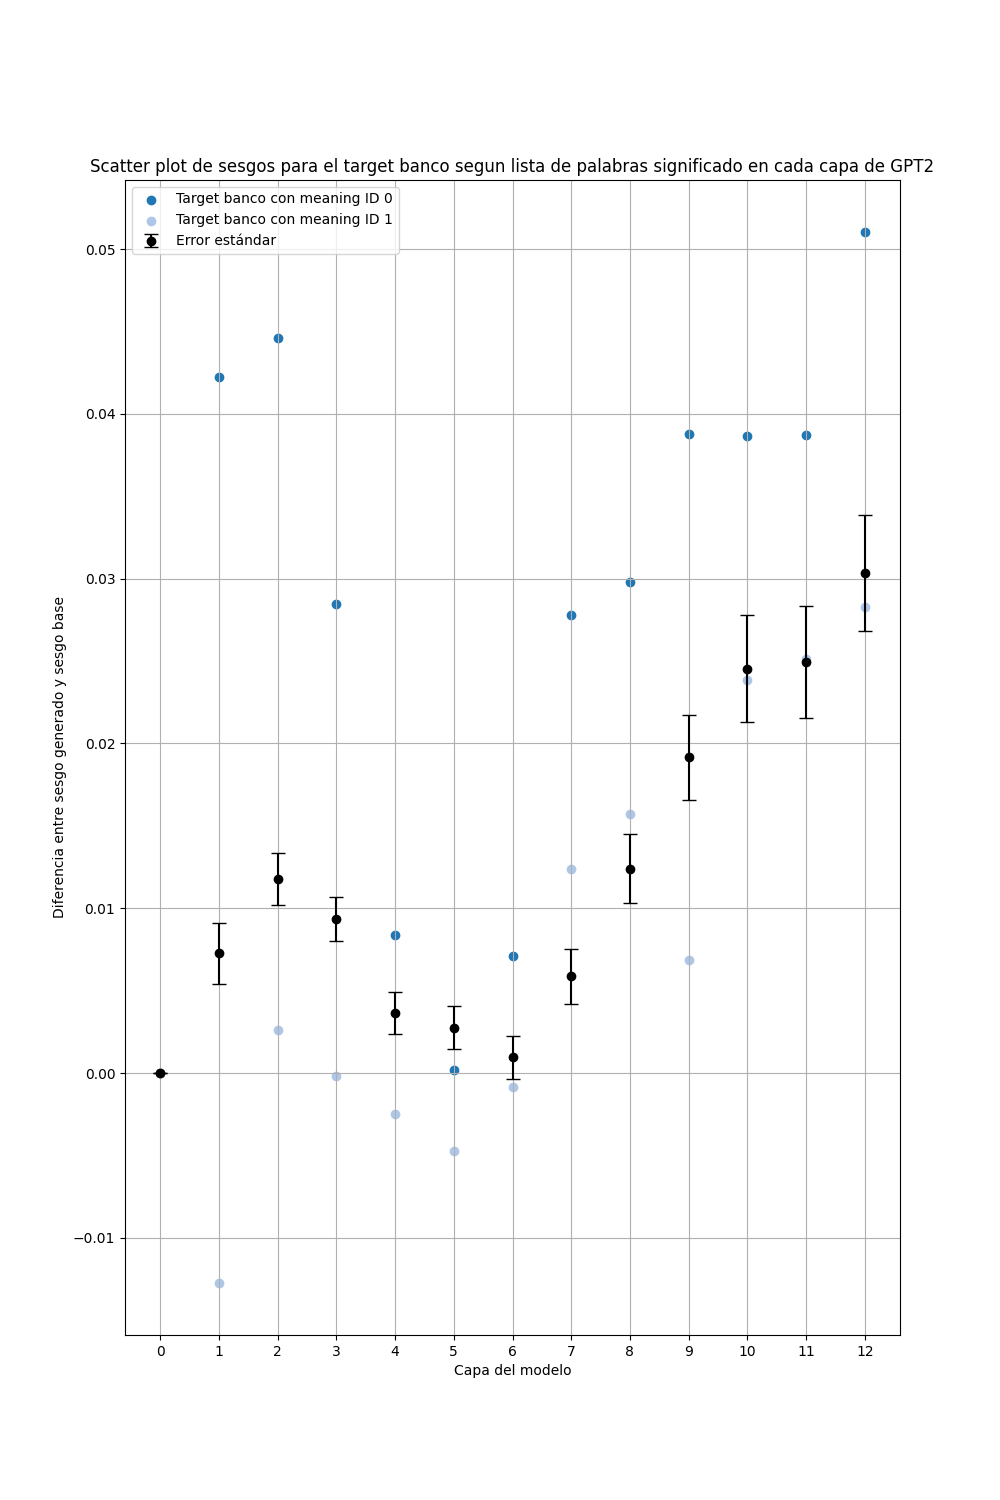 Scatter plot de sesgos para el target banco segun lista de palabras significado en cada capa de GPT2
Target banco con meaning ID 0
Target banco con meaning ID 1
Error estándar
0.05
0.04
0.03
0.02
0.01
0.00
−0.01
Diferencia entre sesgo generado y sesgo base
0 1 2 3 4 5 6 7 8 9 10 11 12
Capa del modelo